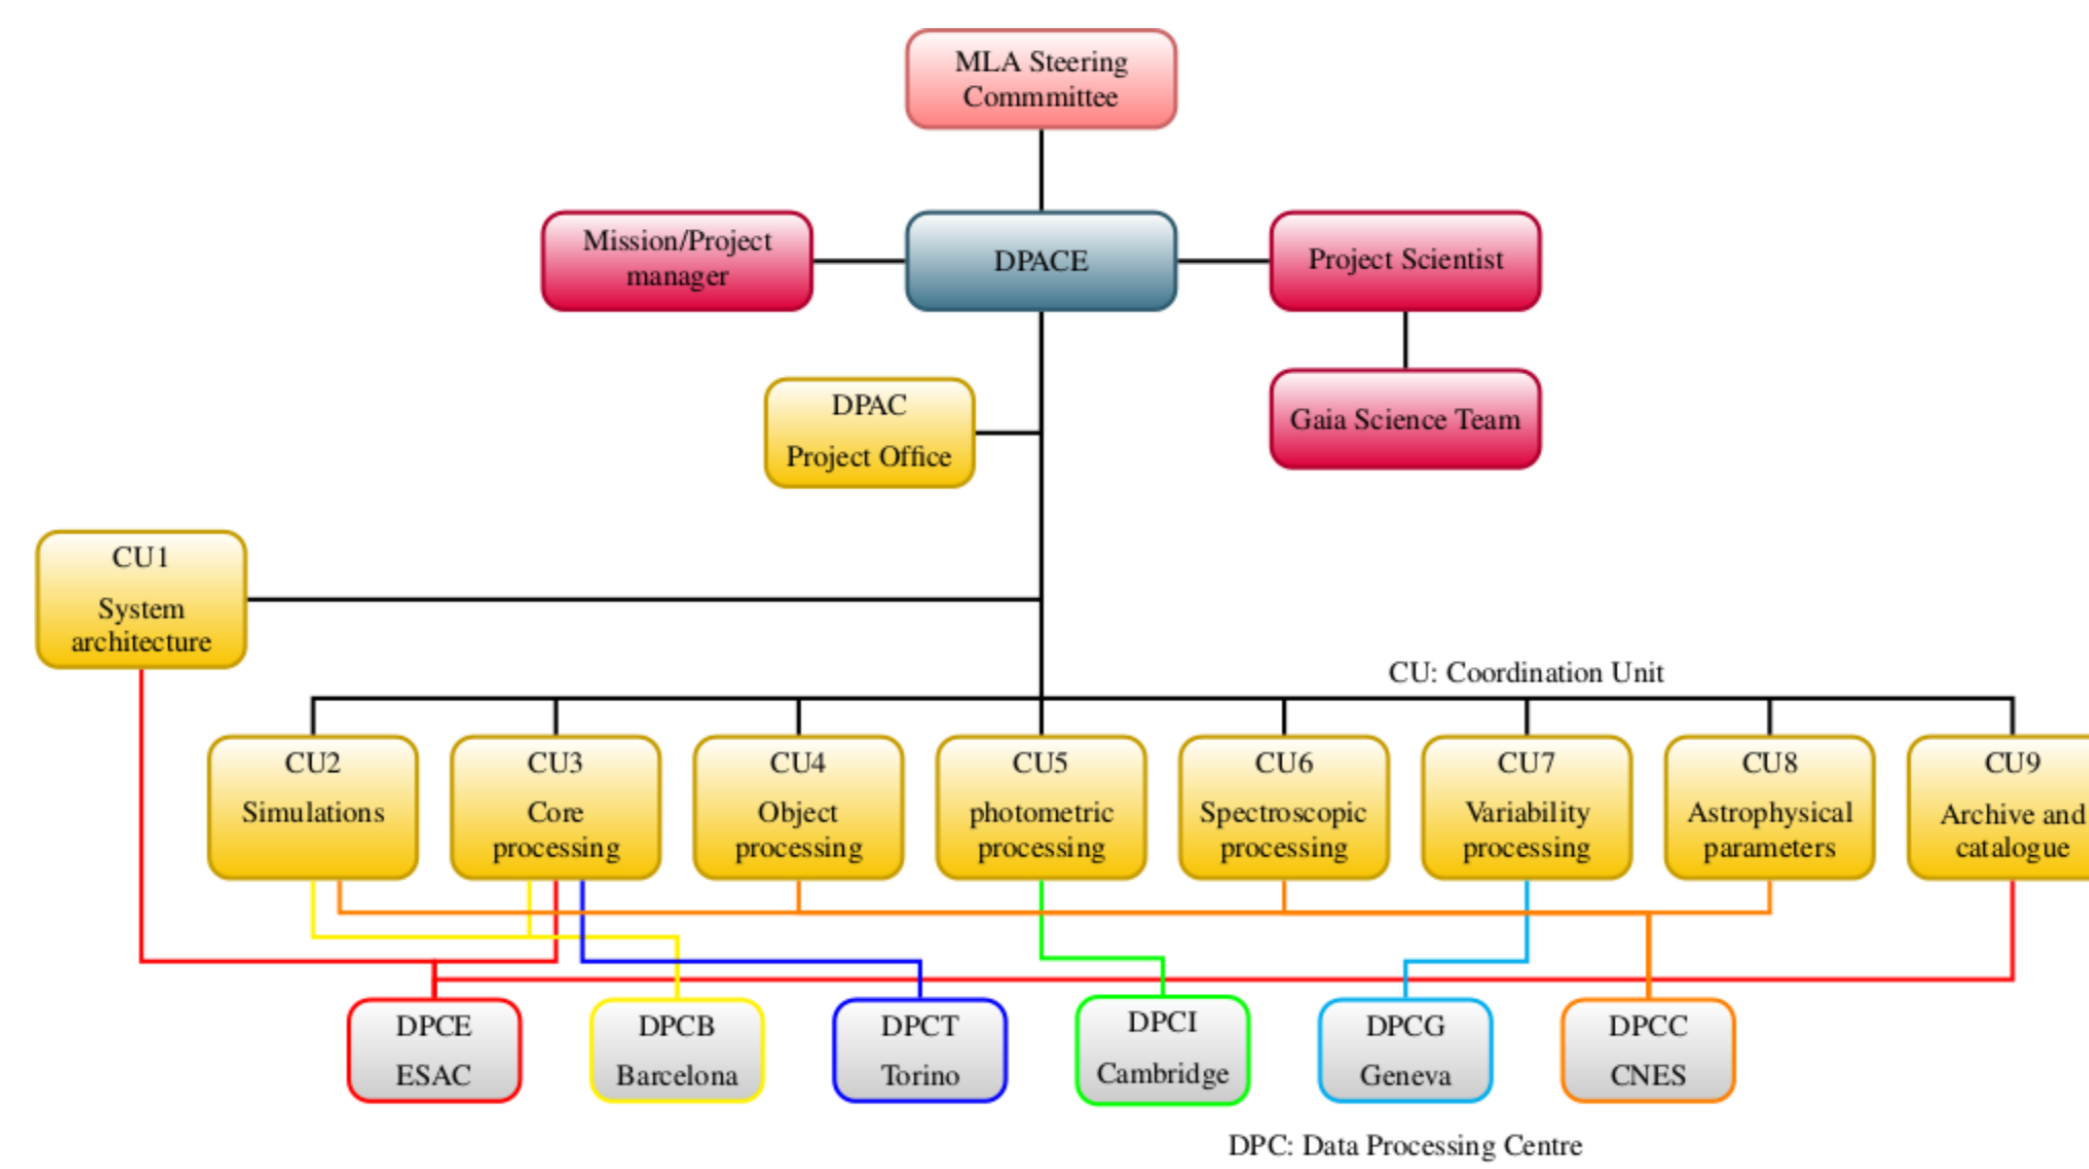 MLA Steering
Commmittee
Mission/Project
manager
DPACE
Project Scientist
DPAC
Project Office
Gaia Science Team
CU1
System
architecture
CU: Coordination Unit
CU2
Simulations
CU3
Core
processing
CU4
Object
processing
CU5
photometric
processing
CU6
Spectroscopic
processing
CU7
Variability
processing
CU8
Astrophysical
parameters
CU9
Archive and
catalogue
DPCE
ESAC
DPCB
Barcelona
DPCT
Torino
DPCI
Cambridge
DPCG
Geneva
DPCC
CNES
DPC: Data Processing Centre